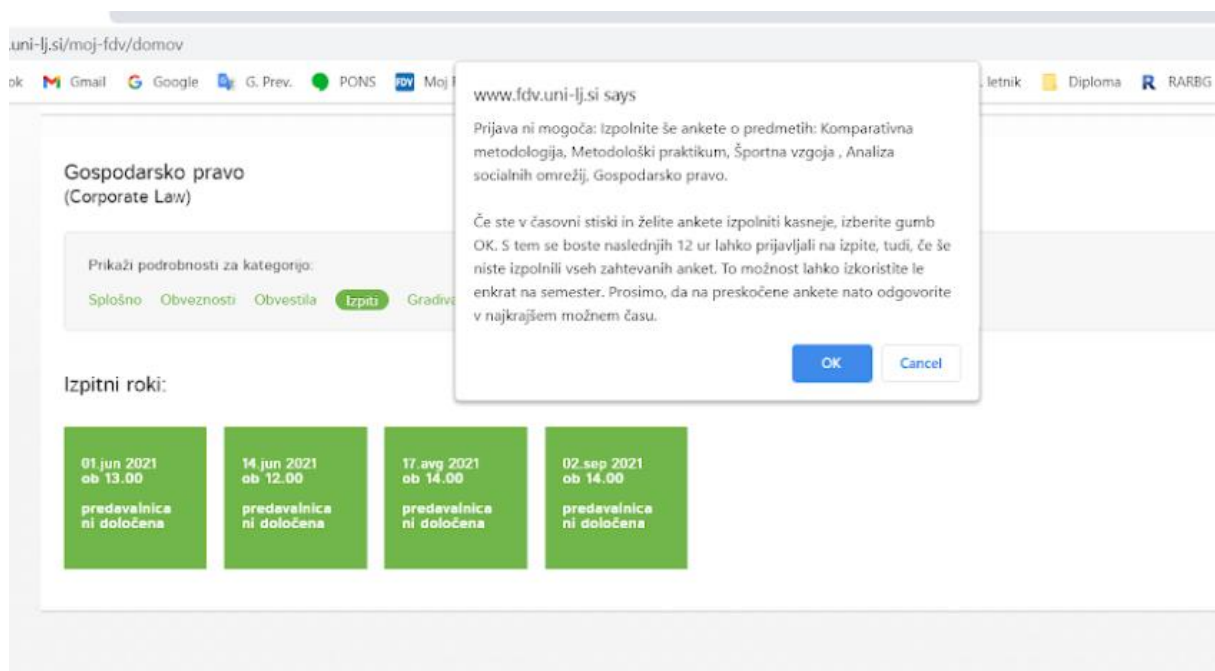 .uni-lj.si/moj-fdv/domov
ok Gmail Google G. Prev. PONS FDV Moj letnik Diploma RARBG
www.fdv.uni-lj.si says
Prijava ni mogoča: Izpolnite še ankete o predmetih: Komparativna
metodologija, Metodološki praktikum, Športna vzgoja , Analiza
socialnih omrežij, Gospodarsko pravo.
Če ste v časovni stiski in želite ankete izpolniti kasneje, izberite gumb
OK. S tem se boste naslednjih 12 ur lahko prijavljali na izpite, tudi, če še
niste izpolnili vseh zahtevanih anket. To možnost lahko izkoristite le
enkrat na semester. Prosimo, da na preskočene ankete nato odgovorite
v najkrajšem možnem času.
OK Cancel
Gospodarsko pravo
(Corporate Law)
Prikaži podrobnosti za kategorijo:
Splošno Obveznosti Obvestila Izpiti Gradiva
Izpitni roki:
01.jun 2021
ob 13.00
predavalnica
ni določena
14.jun 2021
ob 12.00
predavalnica
ni določena
17.avg 2021
ob 14.00
predavalnica
ni določena
02.sep 2021
ob 14.00
predavalnica
ni določena